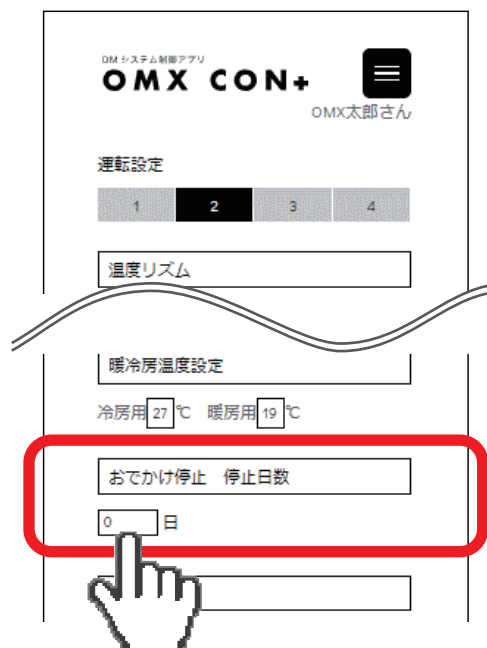 OMシステム制御アプリ
OMX CON+
OMX太郎さん
運転設定
1 2 3 4
温度リズム
暖冷房温度設定
冷房用 27 ℃ 暖房用 19 ℃
おでかけ停止 停止日数
0 日